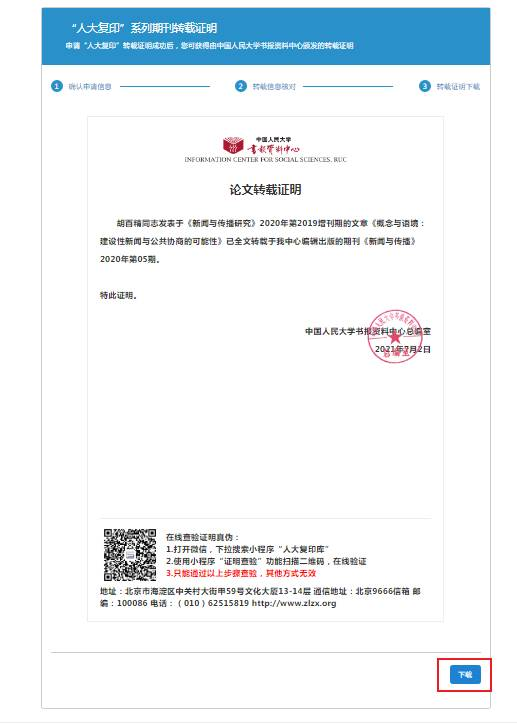 “人大复印”系列期刊转载证明
申请“人大复印”转载证明成功后，您可获得由中国人民大学书报资料中心颁发的转载证明
1 确认申请信息 2 转载信息核对 3 转载证明下载
中国人民大学
书报资料中心
INFORMATION CENTER FOR SOCIAL SCIENCES, RUC
论文转载证明
胡百精同志发表于《新闻与传播研究》2020年第2019增刊期的文章《概念与语境：
建设性新闻与公共协商的可能性》已全文转载于我中心编辑出版的期刊《新闻与传播》
2020年第05期。
特此证明。
中国人民大学书报资料中心总编室
2021年7月2日
总编室
在线查验证明真伪：
1.打开微信，下拉搜索小程序“人大复印库”
2.使用小程序“证明查验”功能扫描二维码，在线验证
3.只能通过以上步骤查验，其他方式无效
地址：北京市海淀区中关村大街甲59号文化大厦13-14层 通信地址：北京9666信箱 邮
编：100086 电话：（ 010 ）62515819 http://www.zlzx.org
下载